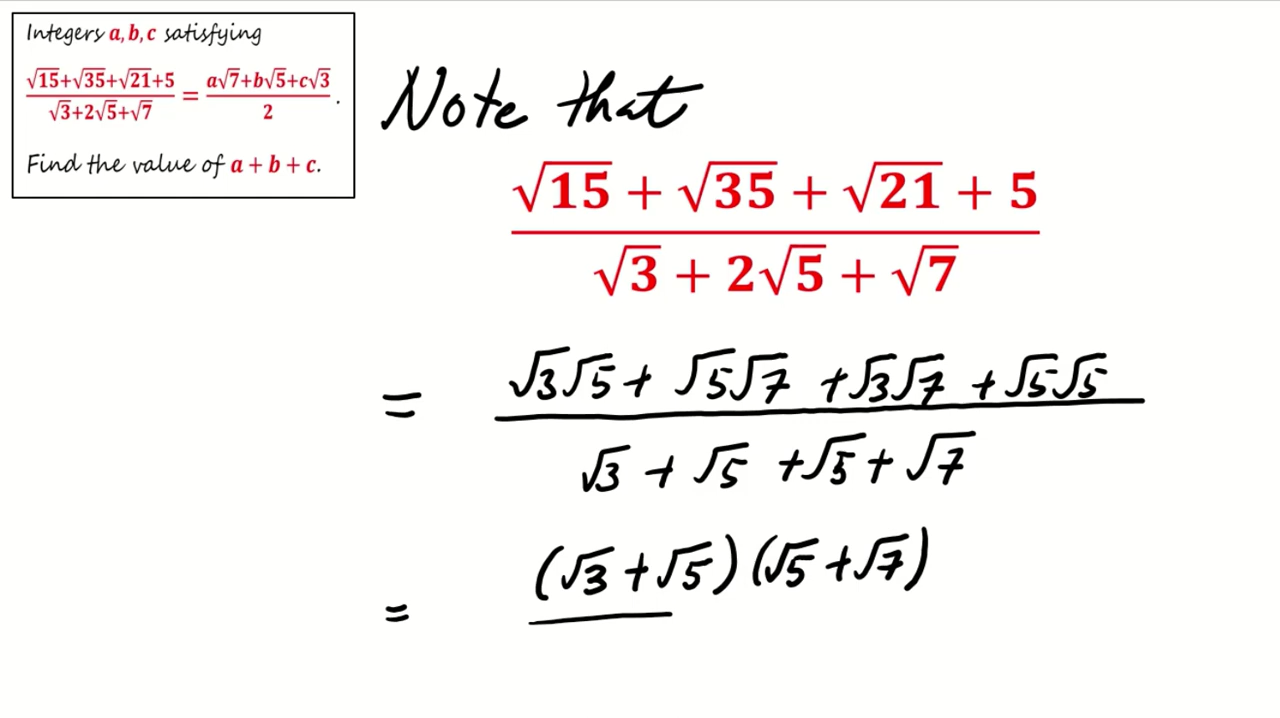 Integers a, b, c satisfying
√15+√35+√21+5 / √3+2√5+√7 = a√7+b√5+c√3 / 2 .
Find the value of a + b + c.
Note that
√15 + √35 + √21 + 5
√3 + 2√5 + √7
= √3√5 + √5√7 + √3√7 + √5√5
√3 + √5 + √5 + √7
= (√3 + √5) (√5 + √7)